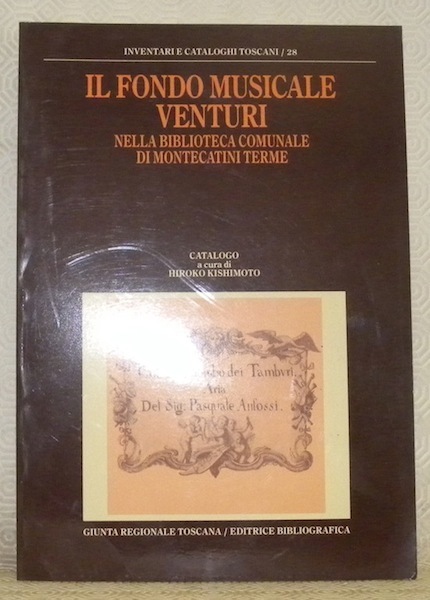 INVENTARI E CATALOGHI TOSCANI / 28
IL FONDO MUSICALE
VENTURI
NELLA BIBLIOTECA COMUNALE
DI MONTECATINI TERME
CATALOGO
a cura di
HIROKO KISHIMOTO
dei Tamburi
Aria
Del Sig: Pasquale Anfossi.
GIUNTA REGIONALE TOSCANA / EDITRICE BIBLIOGRAFICA